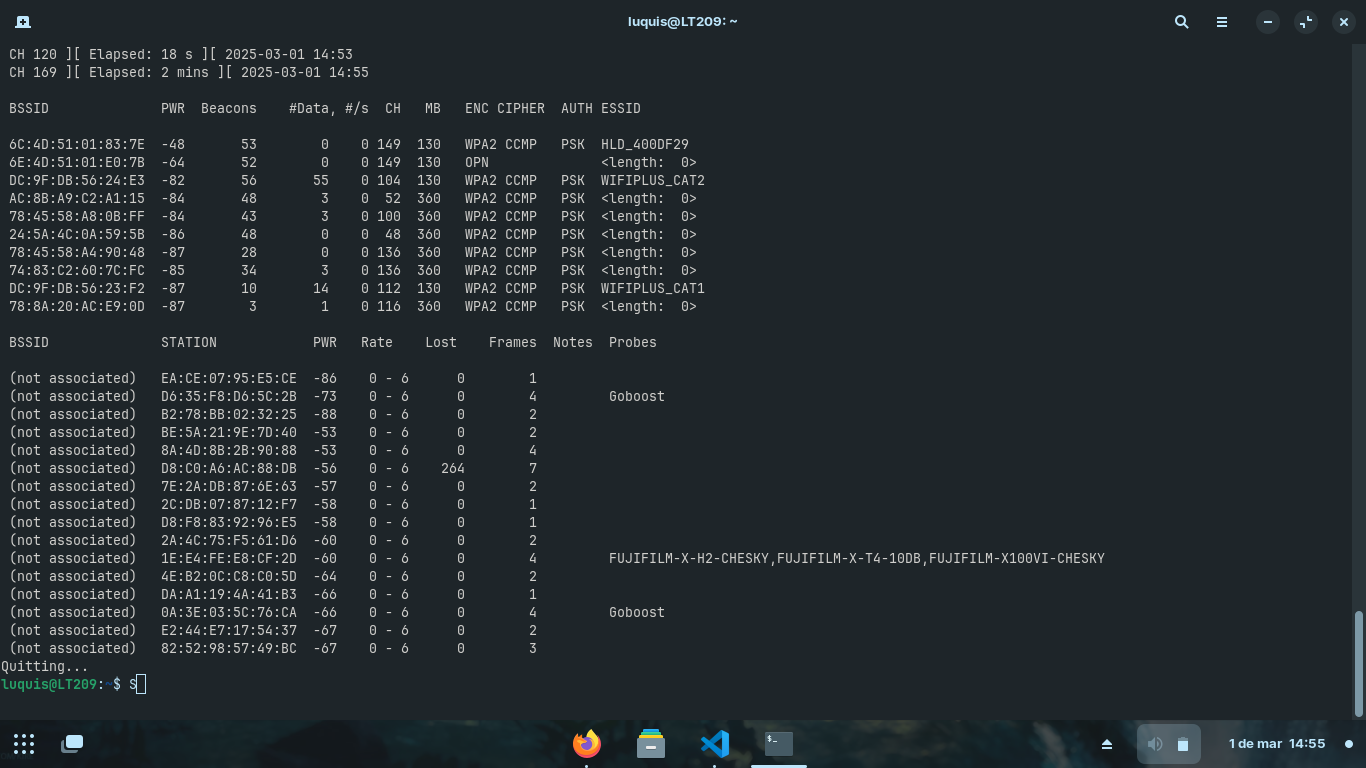 luquis@LT209: ~
CH 120 ][ Elapsed: 18 s ][ 2025-03-01 14:53
CH 169 ][ Elapsed: 2 mins ][ 2025-03-01 14:55
BSSID PWR Beacons #Data, #/s CH MB ENC CIPHER AUTH ESSID
6C:4D:51:01:83:7E -48 53 0 0 149 130 WPA2 CCMP PSK HLD_400DF29
6E:4D:51:01:E0:7B -64 52 0 0 149 130 OPN <length: 0>
DC:9F:DB:56:24:E3 -82 56 55 0 104 130 WPA2 CCMP PSK WIFIPLUS_CAT2
AC:8B:A9:C2:A1:15 -84 48 3 0 52 360 WPA2 CCMP PSK <length: 0>
78:45:58:A8:0B:FF -84 43 3 0 100 360 WPA2 CCMP PSK <length: 0>
24:5A:4C:0A:59:5B -86 48 0 0 48 360 WPA2 CCMP PSK <length: 0>
78:45:58:A4:90:48 -87 28 0 0 136 360 WPA2 CCMP PSK <length: 0>
74:83:C2:60:7C:FC -85 34 3 0 136 360 WPA2 CCMP PSK <length: 0>
DC:9F:DB:56:23:F2 -87 10 14 0 112 130 WPA2 CCMP PSK WIFIPLUS_CAT1
78:8A:20:AC:E9:0D -87 3 1 0 116 360 WPA2 CCMP PSK <length: 0>
BSSID STATION PWR Rate Lost Frames Notes Probes
(not associated) EA:CE:07:95:E5:CE -86 0 - 6 0 1
(not associated) D6:35:F8:D6:5C:2B -73 0 - 6 0 4 Goboost
(not associated) B2:78:BB:02:32:25 -88 0 - 6 0 2
(not associated) BE:5A:21:9E:7D:40 -53 0 - 6 0 2
(not associated) 8A:4D:8B:2B:90:88 -53 0 - 6 0 4
(not associated) D8:C0:A6:AC:88:DB -56 0 - 6 264 7
(not associated) 7E:2A:DB:87:6E:63 -57 0 - 6 0 2
(not associated) 2C:DB:07:87:12:F7 -58 0 - 6 0 1
(not associated) D8:F8:83:92:96:E5 -58 0 - 6 0 1
(not associated) 2A:4C:75:F5:61:D6 -60 0 - 6 0 2
(not associated) 1E:E4:FE:E8:CF:2D -60 0 - 6 0 4 FUJIFILM-X-H2-CHESKY,FUJIFILM-X-T4-10DB,FUJIFILM-X100VI-CHESKY
(not associated) 4E:B2:0C:C8:C0:5D -64 0 - 6 0 2
(not associated) DA:A1:19:4A:41:B3 -66 0 - 6 0 1
(not associated) 0A:3E:03:5C:76:CA -66 0 - 6 0 4 Goboost
(not associated) E2:44:E7:17:54:37 -67 0 - 6 0 2
(not associated) 82:52:98:57:49:BC -67 0 - 6 0 3
Quitting...
luquis@LT209:~$ S
$_
1 de mar 14:55